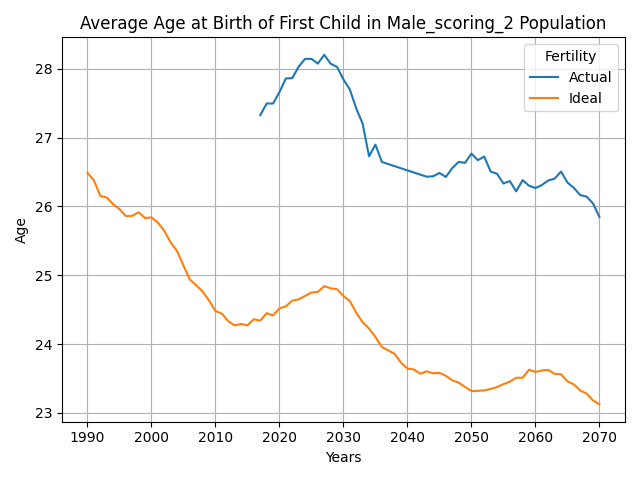 Average Age at Birth of First Child in Male_scoring_2 Population
Fertility
Actual
Ideal
Age
28
27
26
25
24
23
1990 2000 2010 2020 2030 2040 2050 2060 2070
Years